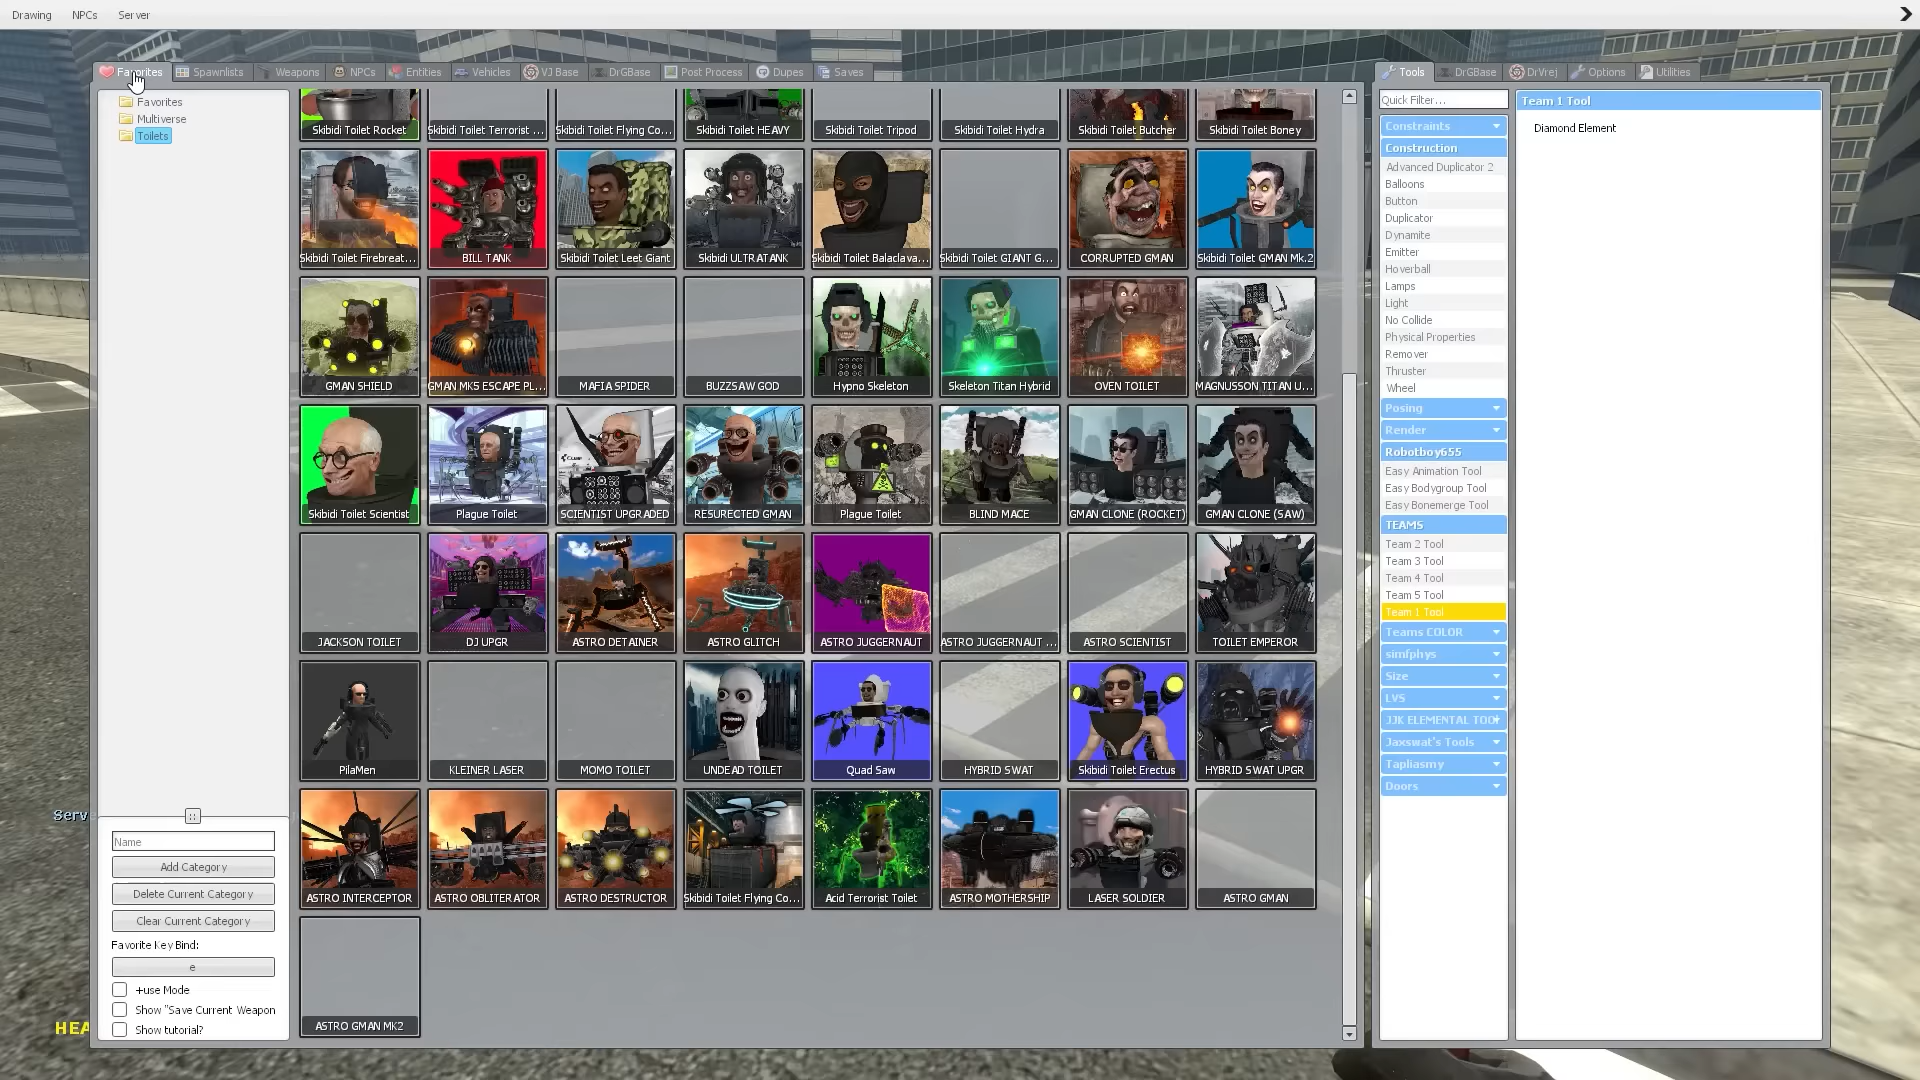 Drawing NPCs Server
Favorites Spawnlists Weapons NPCs Entities Vehicles VJ Base DrGBase Post Process Dupes Saves
Tools DrGBase DrVrej Options Utilities
Favorites
Multiverse
Toilets
Skibidi Toilet Rocket Skibidi Toilet Terrorist ... Skibidi Toilet Flying Co... Skibidi Toilet HEAVY Skibidi Toilet Tripod Skibidi Toilet Hydra Skibidi Toilet Butcher Skibidi Toilet Boney
Skibidi Toilet Firebreat... BILL TANK Skibidi Toilet Leet Giant Skibidi ULTRATANK Skibidi Toilet Balaclava... Skibidi Toilet GIANT G... CORRUPTED GMAN Skibidi Toilet GMAN Mk.2
GMAN SHIELD GMAN MK5 ESCAPE PL... MAFIA SPIDER BUZZSAW GOD Hypno Skeleton Skeleton Titan Hybrid OVEN TOILET MAGNUSSON TITAN U...
Skibidi Toilet Scientist Plague Toilet SCIENTIST UPGRADED RESURECTED GMAN Plague Toilet BLIND MACE GMAN CLONE (ROCKET) GMAN CLONE (SAW)
JACKSON TOILET DJ UPGR ASTRO DETAINER ASTRO GLITCH ASTRO JUGGERNAUT ASTRO JUGGERNAUT ... ASTRO SCIENTIST TOILET EMPEROR
PilaMen KLEINER LASER MOMO TOILET UNDEAD TOILET Quad Saw HYBRID SWAT Skibidi Toilet Erectus HYBRID SWAT UPGR
ASTRO INTERCEPTOR ASTRO OBLITERATOR ASTRO DESTRUCTOR Skibidi Toilet Flying Co... Acid Terrorist Toilet ASTRO MOTHERSHIP LASER SOLDIER ASTRO GMAN
ASTRO GMAN MK2
Serv
Name
Add Category
Delete Current Category
Clear Current Category
Favorite Key Bind:
e
+use Mode
Show "Save Current Weapon
Show tutorial?
HEA
Quick Filter...
Constraints
Construction
Advanced Duplicator 2
Balloons
Button
Duplicator
Dynamite
Emitter
Hoverball
Lamps
Light
No Collide
Physical Properties
Remover
Thruster
Wheel
Posing
Render
Robotboy655
Easy Animation Tool
Easy Bodygroup Tool
Easy Bonemerge Tool
TEAMS
Team 2 Tool
Team 3 Tool
Team 4 Tool
Team 5 Tool
Team 1 Tool
Teams COLOR
simfphys
Size
LVS
JJK ELEMENTAL TOO
Jaxswat's Tools
Tapliasmy
Doors
Team 1 Tool
Diamond Element